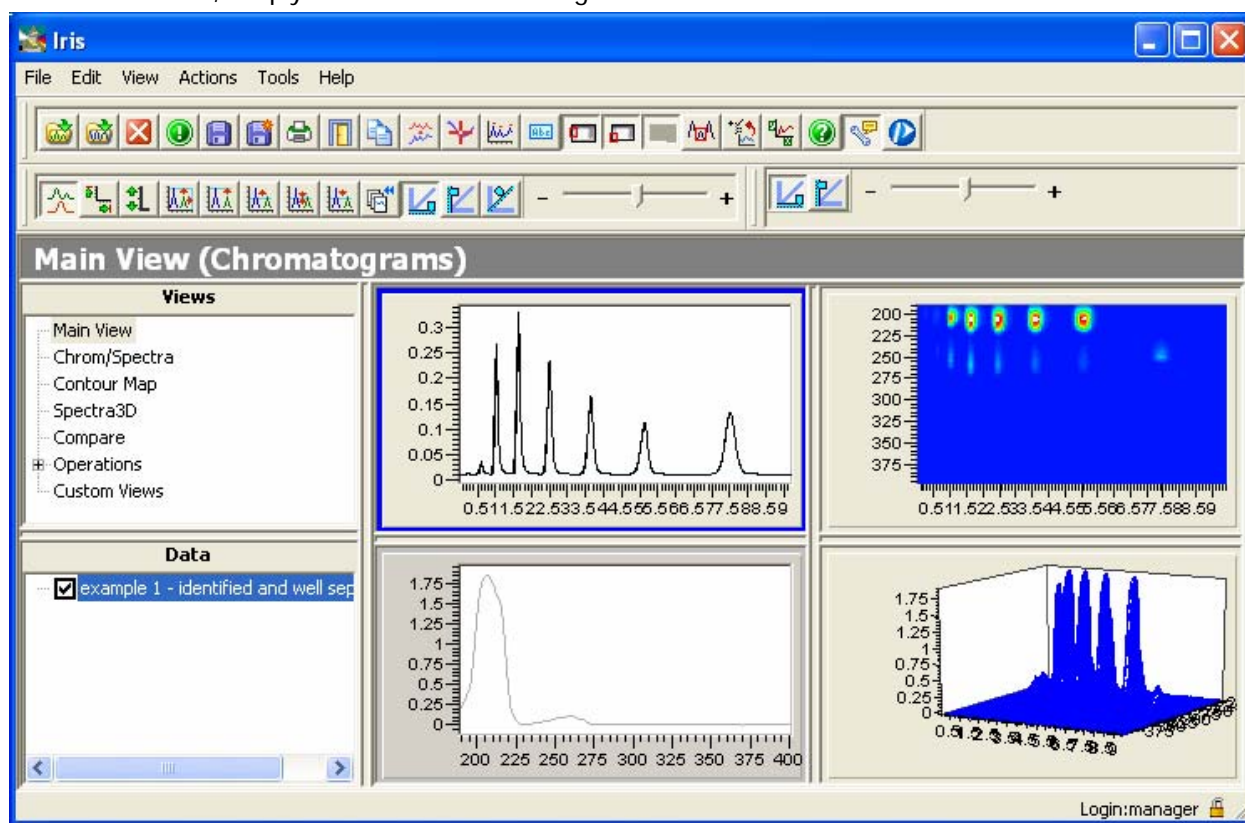 Iris
File Edit View Actions Tools Help
Abc
- +
- +
Main View (Chromatograms)
Views
Main View
Chrom/Spectra
Contour Map
Spectra3D
Compare
Operations
Custom Views
Data
example 1 - identified and well sep
0.3
0.25
0.2
0.15
0.1
0.05
0
0.511.522.533.544.555.566.577.588.59
200
225
250
275
300
325
350
375
0.511.522.533.544.555.566.577.588.59
1.75
1.5
1.25
1
0.75
0.5
0.25
0
200 225 250 275 300 325 350 375 400
1.75
1.5
1.25
1
0.75
0.5
0.25
0
Login:manager